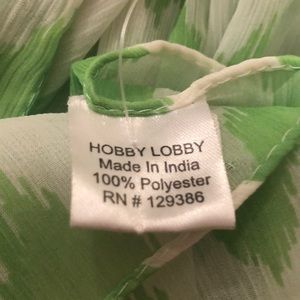 HOBBY LOBBY
Made In India
100% Polyester
RN # 129386